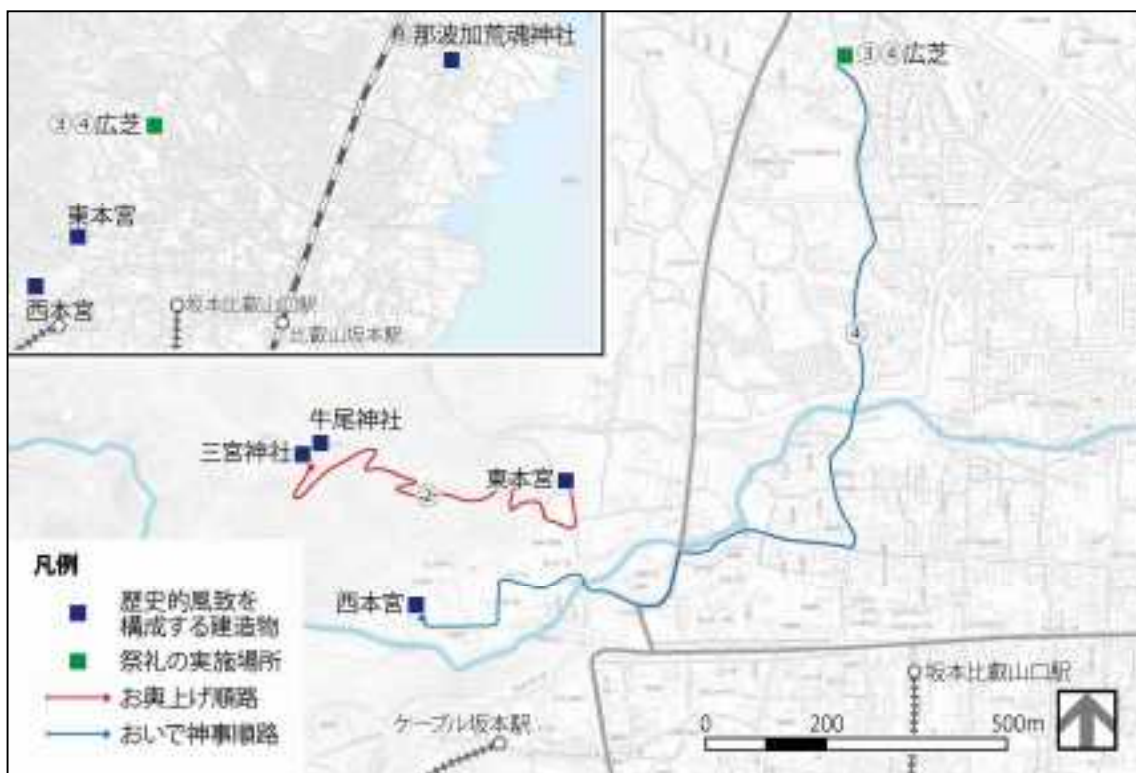 那波加荒魂神社
③④広芝
東本宮
西本宮
坂本比叡山口駅
比叡山坂本駅
③④広芝
4
牛尾神社
三宮神社
2
東本宮
西本宮
凡例
歴史的風致を
構成する建造物
祭礼の実施場所
お輿上げ順路
おいで神事順路
坂本比叡山口駅
ケーブル坂本駅
0 200 500m